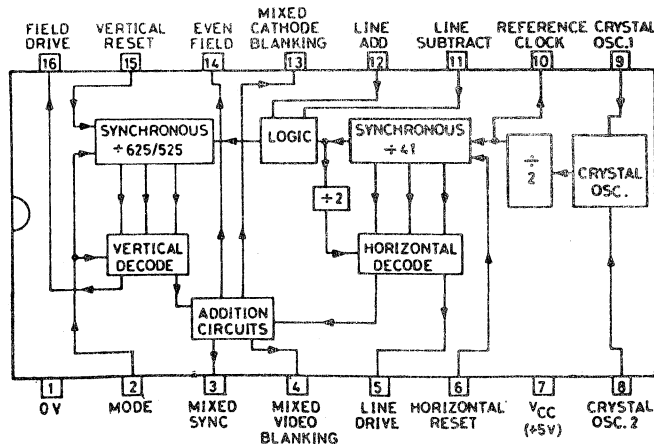 FIELD DRIVE
VERTICAL RESET
EVEN FIELD
MIXED CATHODE BLANKING
LINE ADD
LINE SUBTRACT
REFERENCE CLOCK
CRYSTAL OSC.1
16
15
14
13
12
11
10
9
SYNCHRONOUS
÷ 625/525
LOGIC
SYNCHRONOUS
÷ 41
÷ 2
CRYSTAL
OSC.
÷2
VERTICAL
DECODE
HORIZONTAL
DECODE
ADDITION
CIRCUITS
1
2
3
4
5
6
7
8
0V
MODE
MIXED SYNC
MIXED VIDEO BLANKING
LINE DRIVE
HORIZONTAL RESET
VCC (+5V)
CRYSTAL OSC. 2